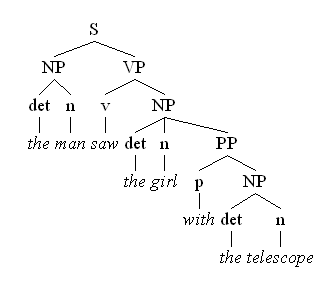 S
NP VP
det n v NP
the man saw det n PP
the girl p NP
with det n
the telescope